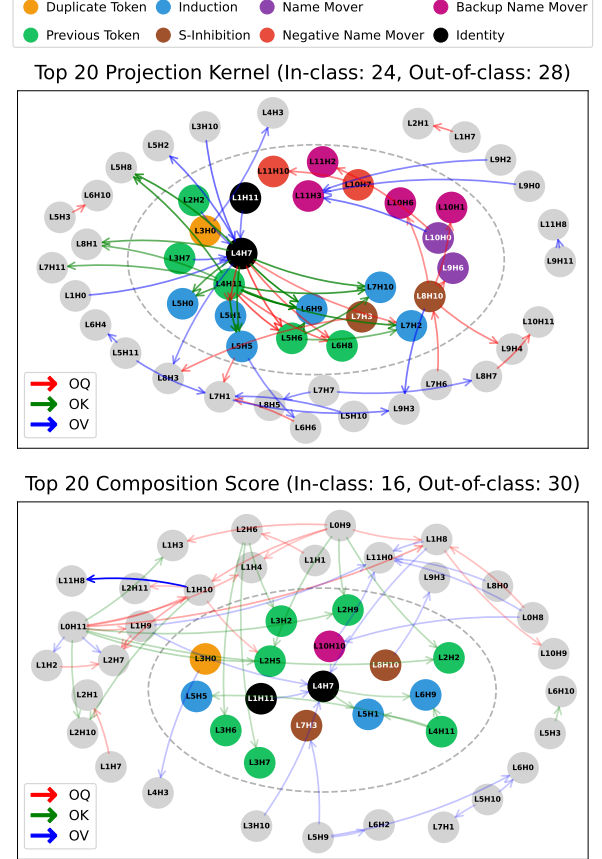 Duplicate Token Induction Name Mover Backup Name Mover
Previous Token S-Inhibition Negative Name Mover Identity
Top 20 Projection Kernel (In-class: 24, Out-of-class: 28)
L4H3
L2H1
L3H10
L1H7
L5H2
L11H2
L9H2
L5H8
L11H10
L10H7
L9H0
L6H10
L2H2
L1H11
L11H3
L10H6
L10H1
L5H3
L3H0
L11H8
L8H1
L10H0
L4H7
L3H7
L7H11
L9H6
L9H11
L4H11
L7H10
L1H0
L5H0
L8H10
L6H9
L5H1
L7H3
L6H4
L7H2
L10H11
L5H6
L5H11
L5H5
L6H8
L9H4
L8H3
L8H7
L7H6
L7H7
L7H1
L8H5
L9H3
L5H10
L6H6
OQ
OK
OV
Top 20 Composition Score (In-class: 16, Out-of-class: 30)
L2H6
L0H9
L1H3
L1H8
L11H0
L1H1
L1H4
L11H8
L9H3
L2H11
L1H10
L8H0
L2H9
L0H8
L3H2
L0H11
L1H9
L10H10
L10H9
L3H0
L2H5
L2H2
L1H2
L2H7
L8H10
L4H7
L2H1
L5H5
L1H11
L6H9
L6H10
L5H1
L7H3
L3H6
L4H11
L2H10
L5H3
L3H7
L1H7
L6H0
L4H3
L5H10
L3H10
L6H2
L7H1
L5H9
OQ
OK
OV